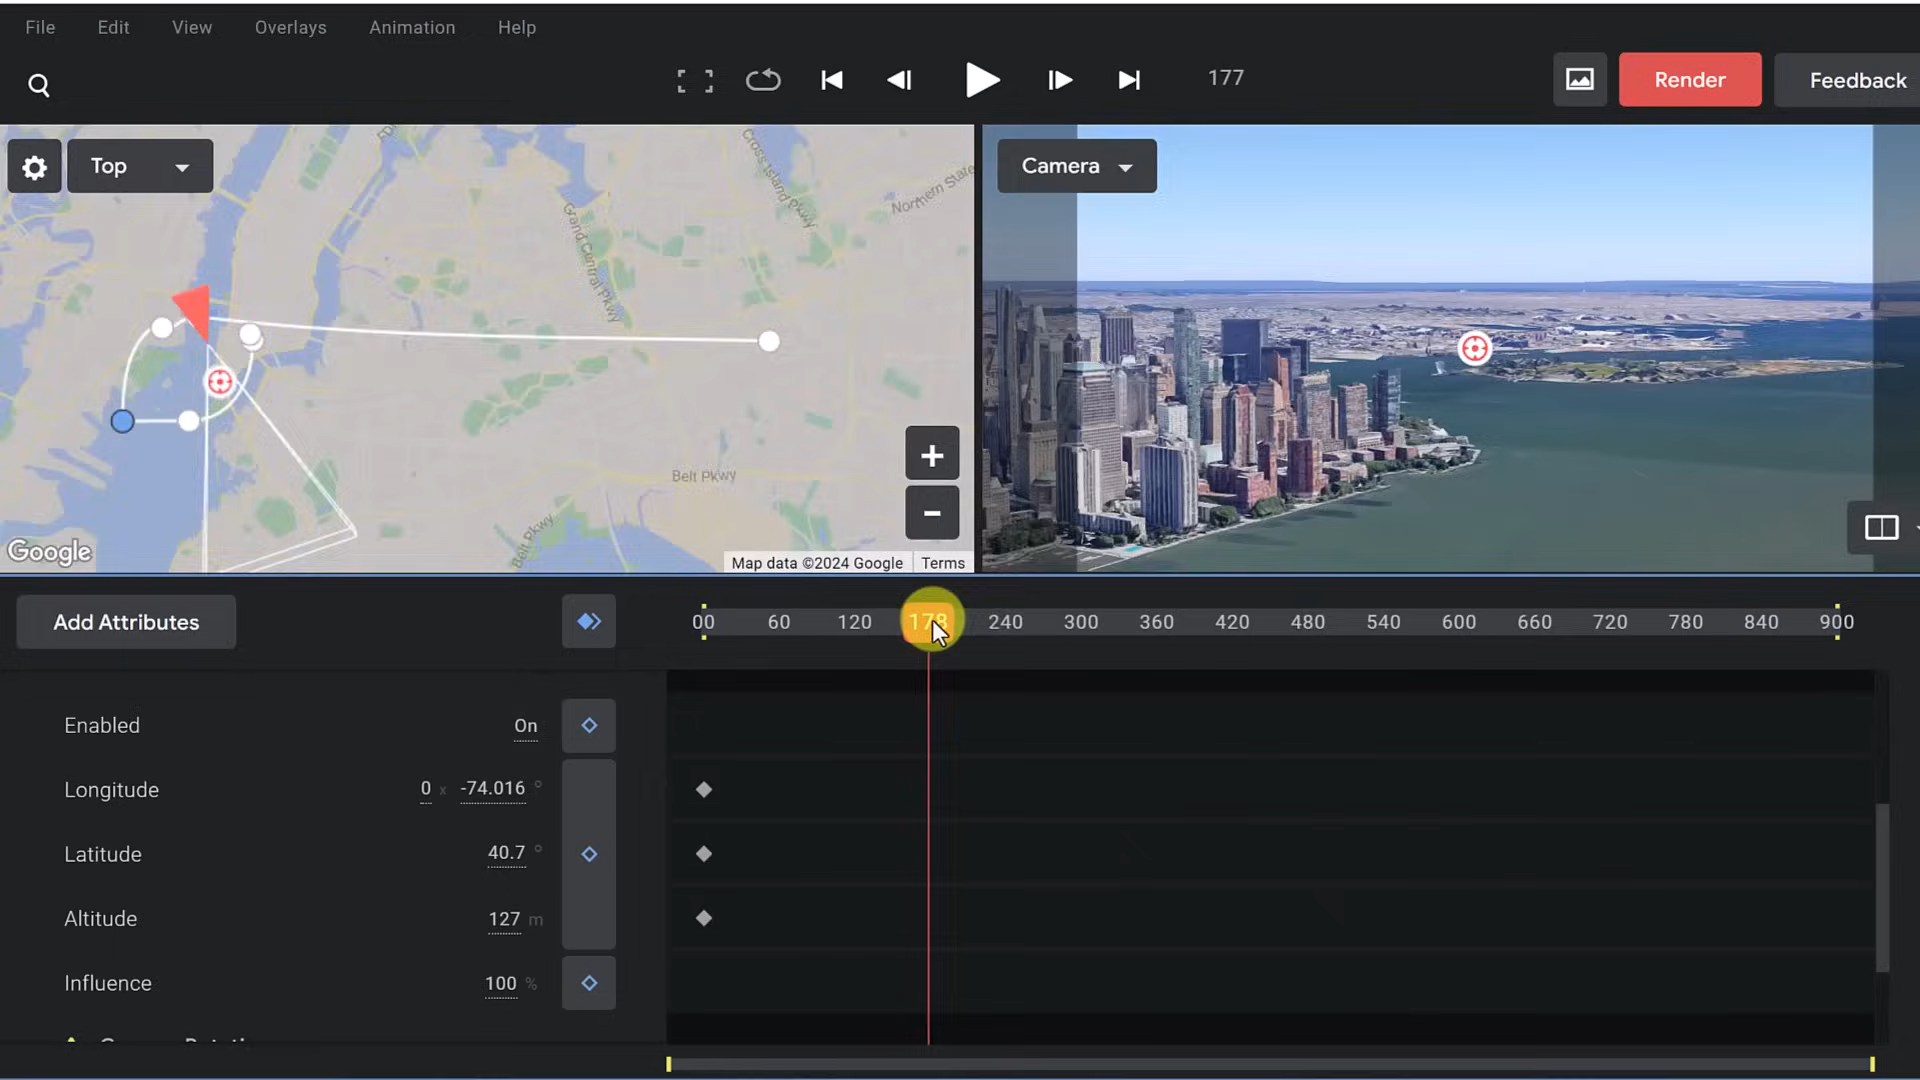 File Edit View Overlays Animation Help
177
Render
Feedback
Top
Camera
Cross Island Pkwy
Northern State
Grand Central Pkwy
Belt Pkwy
Belt Pkwy
Google
Map data ©2024 Google Terms
Add Attributes
00 60 120 178 240 300 360 420 480 540 600 660 720 780 840 900
Enabled On
Longitude 0 x -74.016 °
Latitude 40.7 °
Altitude 127 m
Influence 100 %